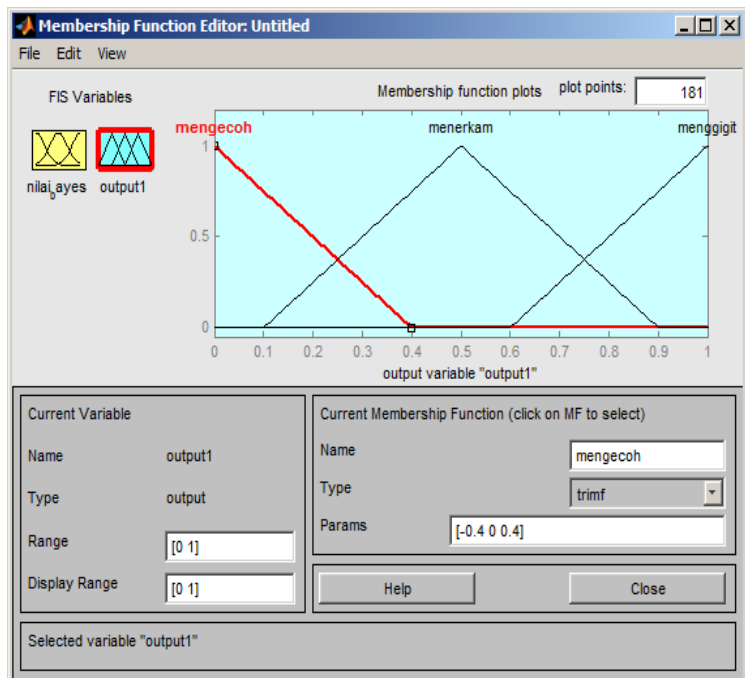 Membership Function Editor: Untitled
File Edit View
FIS Variables
Membership function plots plot points: 181
mengecoh menerkam menggigit
nilai_bayes output1
1
0.5
0
0 0.1 0.2 0.3 0.4 0.5 0.6 0.7 0.8 0.9 1
output variable "output1"
Current Variable
Name output1
Type output
Range [0 1]
Display Range [0 1]
Current Membership Function (click on MF to select)
Name mengecoh
Type trimf
Params [-0.4 0 0.4]
Help Close
Selected variable "output1"